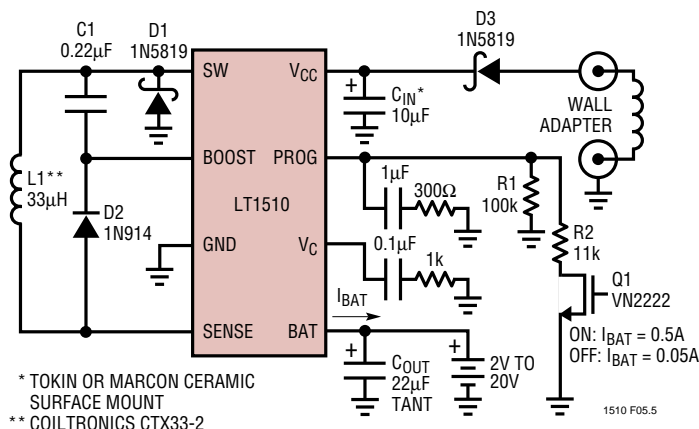 C1
0.22µF
D1
1N5819
D3
1N5819
SW
VCC
+
CIN*
10µF
WALL
ADAPTER
L1**
33µH
BOOST
PROG
1µF
300Ω
R1
100k
LT1510
D2
1N914
R2
11k
GND
VC
0.1µF
1k
Q1
VN2222
IBAT
SENSE
BAT
ON: IBAT = 0.5A
OFF: IBAT = 0.05A
+
COUT
22µF
TANT
+
2V TO
20V
* TOKIN OR MARCON CERAMIC
SURFACE MOUNT
** COILTRONICS CTX33-2
1510 F05.5